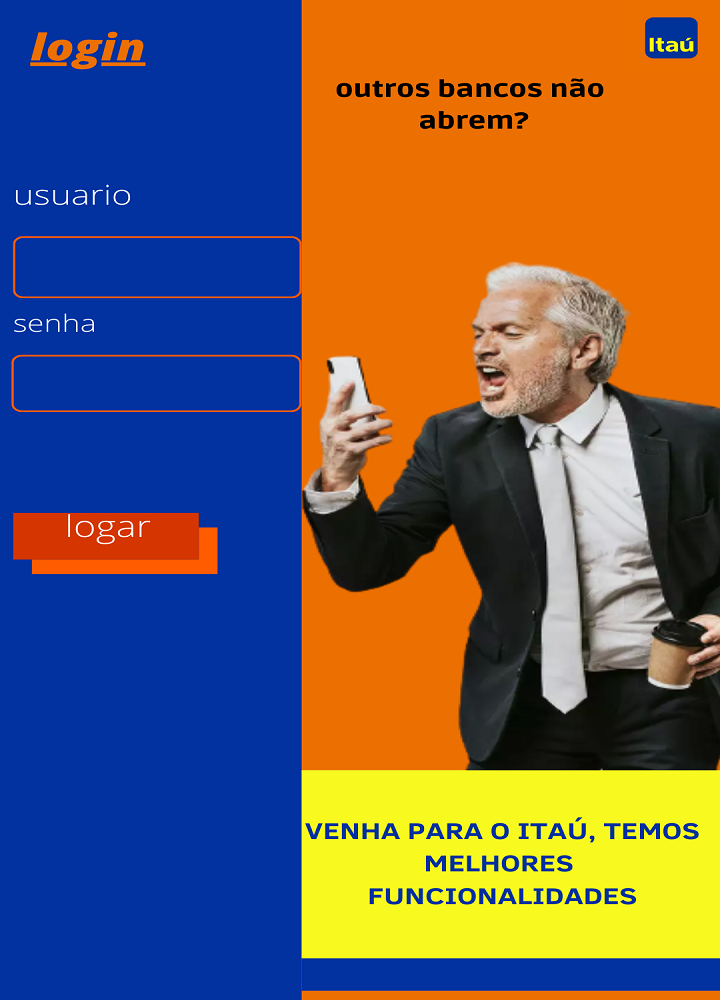 login
usuario
senha
logar
Itaú
outros bancos não
abrem?
VENHA PARA O ITAÚ, TEMOS
MELHORES
FUNCIONALIDADES